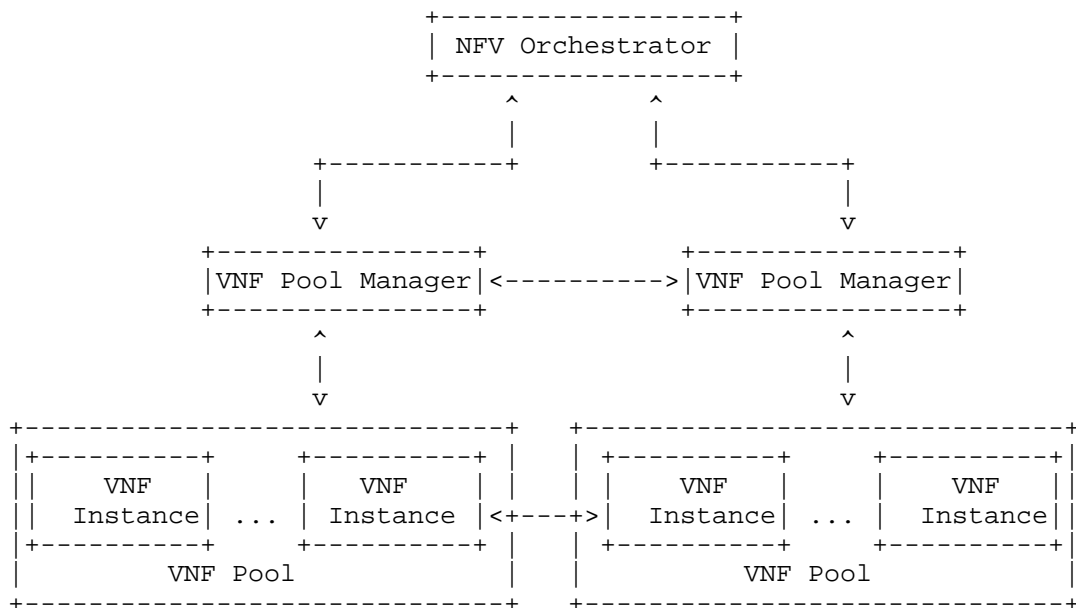 NFV Orchestrator
VNF Pool Manager VNF Pool Manager
VNF VNF VNF VNF
Instance ... Instance Instance ... Instance
VNF Pool VNF Pool